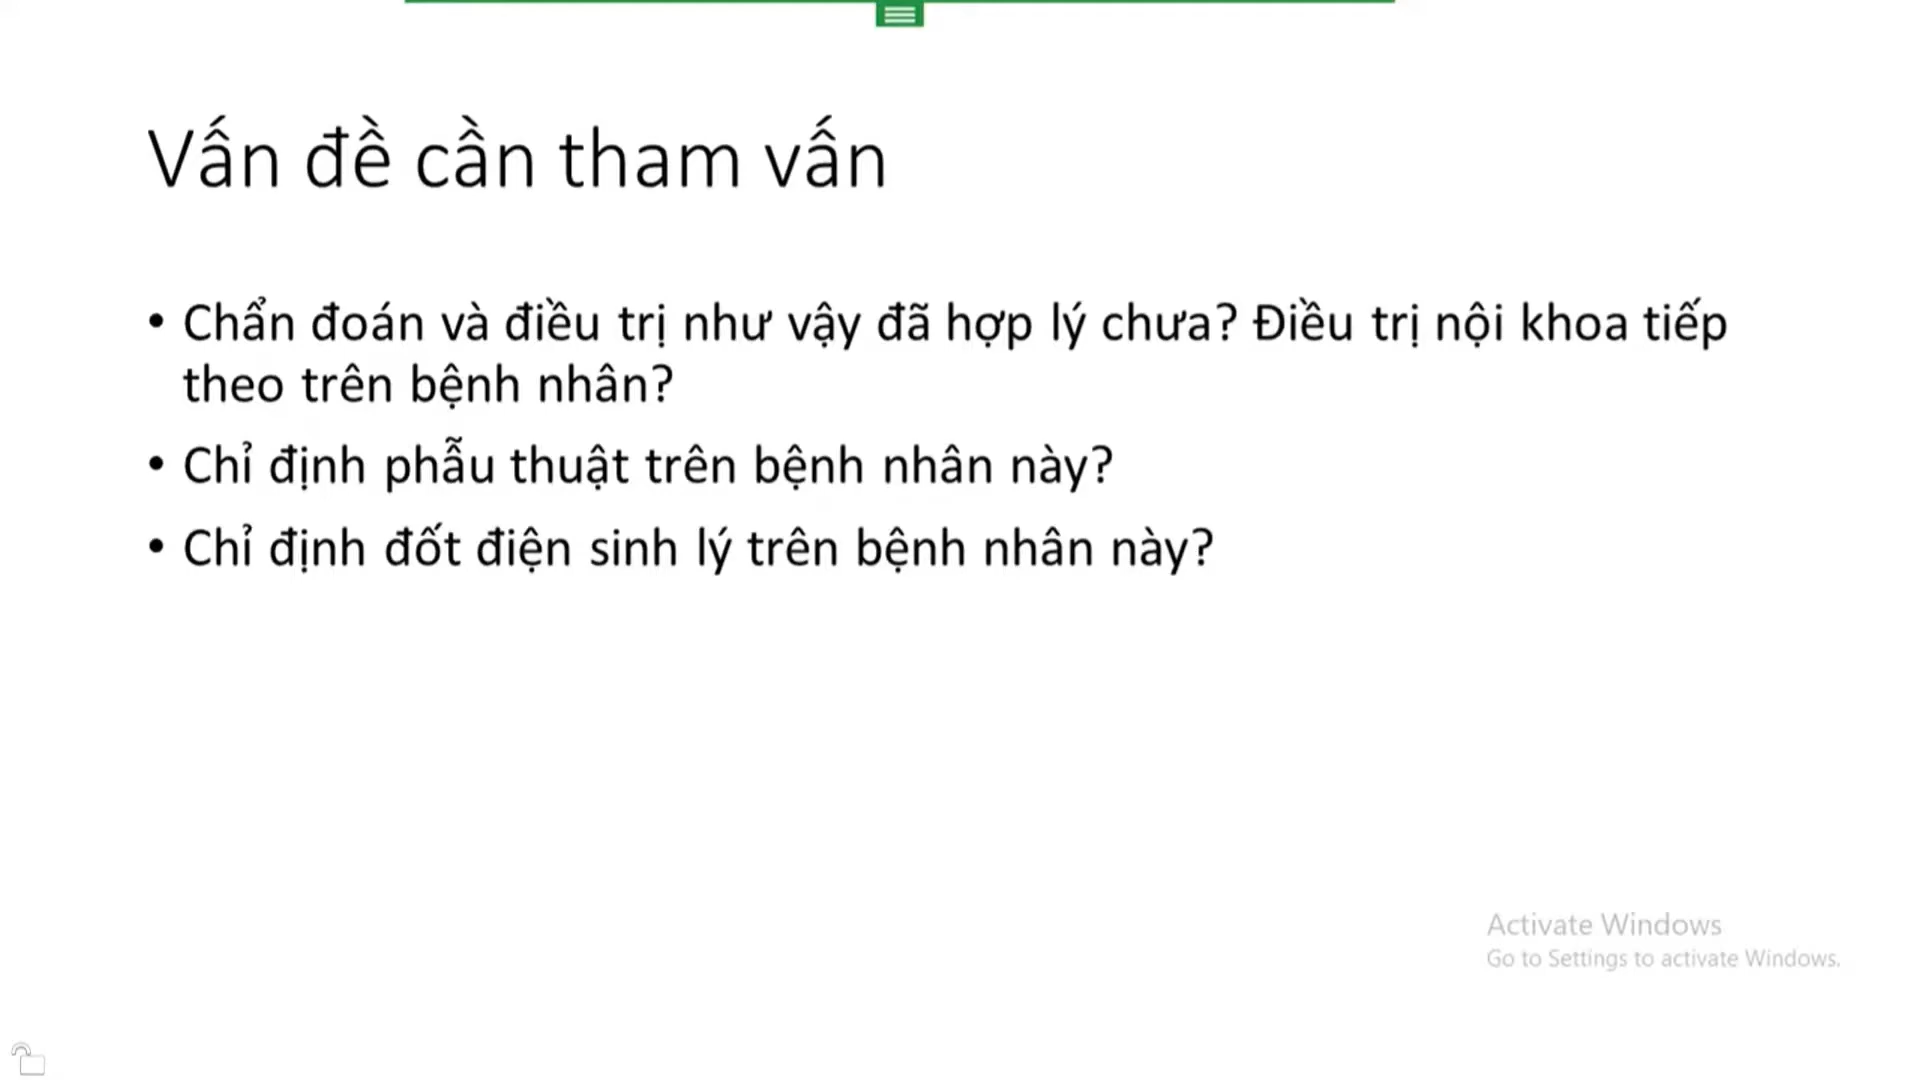 Vấn đề cần tham vấn
• Chẩn đoán và điều trị như vậy đã hợp lý chưa? Điều trị nội khoa tiếp
theo trên bệnh nhân?
• Chỉ định phẫu thuật trên bệnh nhân này?
• Chỉ định đốt điện sinh lý trên bệnh nhân này?
Activate Windows
Go to Settings to activate Windows.